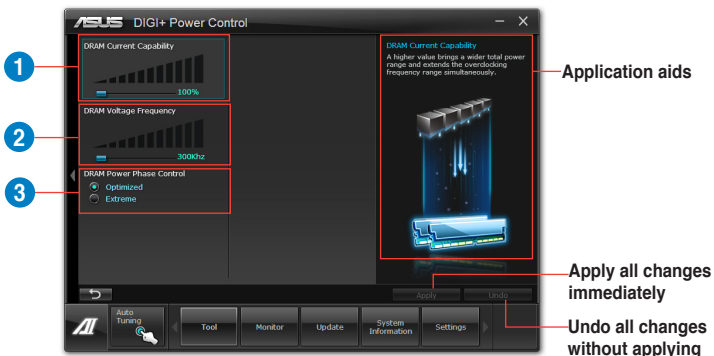 ASUS DIGI+ Power Control
1
DRAM Current Capability
100%
2
DRAM Voltage Frequency
300Khz
3
DRAM Power Phase Control
Optimized
Extreme
DRAM Current Capability
A higher value brings a wider total power
range and extends the overclocking
frequency range simultaneously.
Application aids
Apply
Undo
Apply all changes
immediately
Undo all changes
without applying
AI
Auto
Tuning
Tool
Monitor
Update
System
Information
Settings